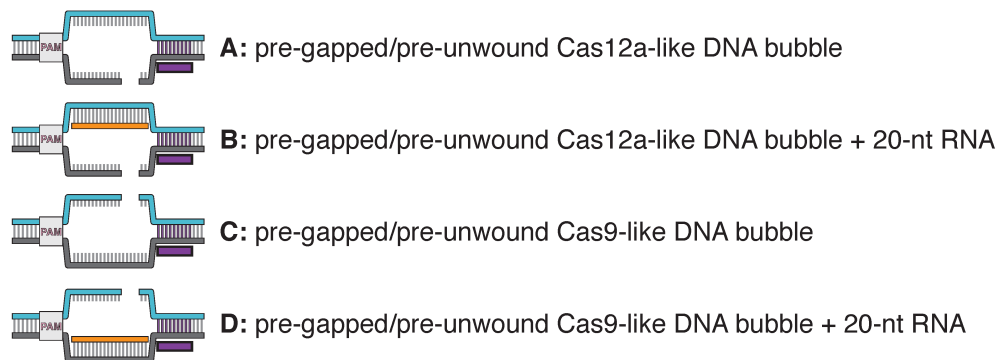 PAM A: pre-gapped/pre-unwound Cas12a-like DNA bubble
PAM B: pre-gapped/pre-unwound Cas12a-like DNA bubble + 20-nt RNA
PAM C: pre-gapped/pre-unwound Cas9-like DNA bubble
PAM D: pre-gapped/pre-unwound Cas9-like DNA bubble + 20-nt RNA